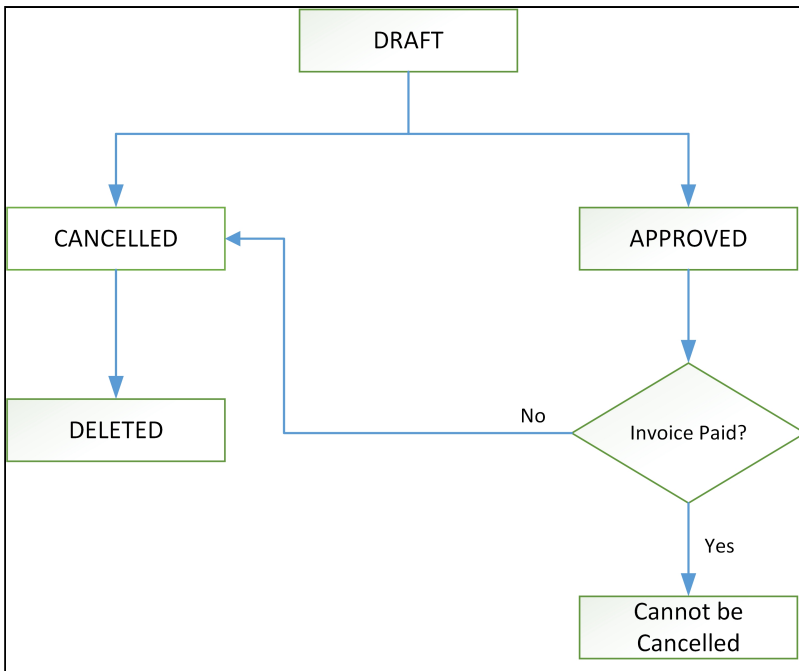 DRAFT
CANCELLED
APPROVED
DELETED
No
Invoice Paid?
Yes
Cannot be
Cancelled